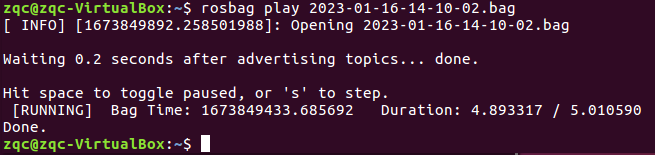 zqc@zqc-VirtualBox:~$ rosbag play 2023-01-16-14-10-02.bag
[ INFO] [1673849892.258501988]: Opening 2023-01-16-14-10-02.bag
Waiting 0.2 seconds after advertising topics... done.
Hit space to toggle paused, or 's' to step.
[RUNNING]  Bag Time: 1673849433.685692   Duration: 4.893317 / 5.010590
Done.
zqc@zqc-VirtualBox:~$